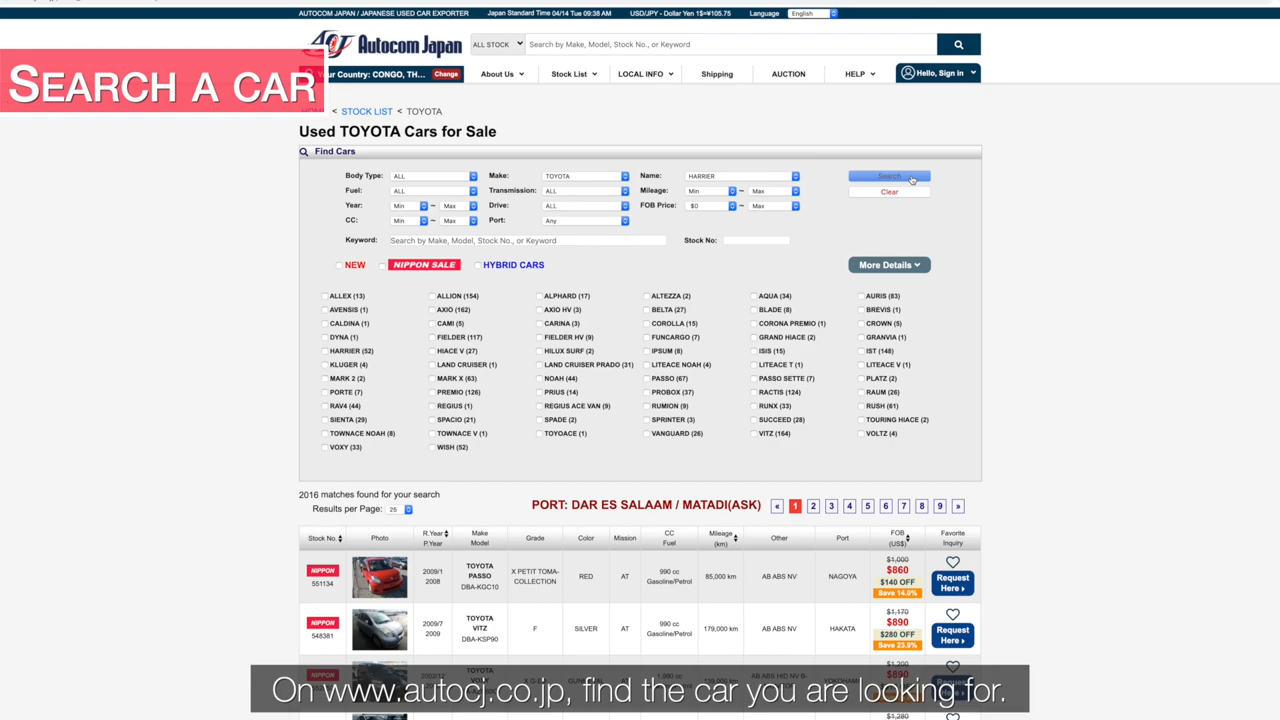 AUTOCOM JAPAN / JAPANESE USED CAR EXPORTER Japan Standard Time 04/14 Tue 09:38 AM USD/JPY - Dollar Yen 1$=¥105.75 Language English
Autocom Japan ALL STOCK Search by Make, Model, Stock No., or Keyword
SEARCH A CAR
Your Country: CONGO, TH... Change About Us Stock List LOCAL INFO Shipping AUCTION HELP Hello, Sign in
< STOCK LIST < TOYOTA
Used TOYOTA Cars for Sale
Find Cars
Body Type: ALL Make: TOYOTA Name: HARRIER Search
Fuel: ALL Transmission: ALL Mileage: Min ~ Max Clear
Year: Min ~ Max Drive: ALL FOB Price: $0 ~ Max
CC: Min ~ Max Port: Any
Keyword: Search by Make, Model, Stock No., or Keyword Stock No:
NEW NIPPON SALE HYBRID CARS More Details
ALLEX (13) ALLION (154) ALPHARD (17) ALTEZZA (2) AQUA (34) AURIS (83)
AVENSIS (1) AXIO (162) AXIO HV (3) BELTA (27) BLADE (8) BREVIS (1)
CALDINA (1) CAMI (5) CARINA (3) COROLLA (15) CORONA PREMIO (1) CROWN (5)
DYNA (1) FIELDER (117) FIELDER HV (9) FUNCARGO (7) GRAND HIACE (2) GRANVIA (1)
HARRIER (52) HIACE V (27) HILUX SURF (2) IPSUM (8) ISIS (15) IST (148)
KLUGER (4) LAND CRUISER (1) LAND CRUISER PRADO (31) LITEACE NOAH (4) LITEACE T (1) LITEACE V (1)
MARK 2 (2) MARK X (63) NOAH (44) PASSO (67) PASSO SETTE (7) PLATZ (2)
PORTE (7) PREMIO (126) PRIUS (14) PROBOX (37) RACTIS (124) RAUM (26)
RAV4 (44) REGIUS (1) REGIUS ACE VAN (9) RUMION (9) RUNX (33) RUSH (61)
SIENTA (29) SPACIO (21) SPADE (2) SPRINTER (3) SUCCEED (28) TOURING HIACE (2)
TOWNACE NOAH (8) TOWNACE V (1) TOYOACE (1) VANGUARD (26) VITZ (164) VOLTZ (4)
VOXY (33) WISH (52)
2016 matches found for your search
Results per Page: 25 PORT: DAR ES SALAAM / MATADI(ASK) « 1 2 3 4 5 6 7 8 9 »
Stock No. Photo R.Year P.Year Make Model Grade Color Mission CC Fuel Mileage (km) Other Port FOB (US$) Favorite Inquiry
NIPPON 551134 2009/1 2008 TOYOTA PASSO DBA-KGC10 X PETIT TOMA-COLLECTION RED AT 990 cc Gasoline/Petrol 85,000 km AB ABS NV NAGOYA $1,000 $860 $140 OFF Save 14.0% Request Here
NIPPON 548381 2009/7 2009 TOYOTA VITZ DBA-KSP90 F SILVER AT 990 cc Gasoline/Petrol 179,000 km AB ABS NV HAKATA $1,170 $890 $280 OFF Save 23.9% Request Here
On www.autocj.co.jp, find the car you are looking for.
$1,280